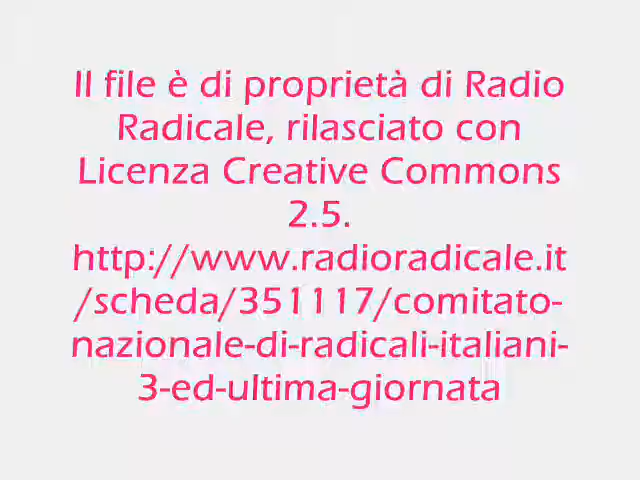 Il file è di proprietà di Radio
Radicale, rilasciato con
Licenza Creative Commons
2.5.
http://www.radioradicale.it
/scheda/351117/comitato-
nazionale-di-radicali-italiani-
3-ed-ultima-giornata